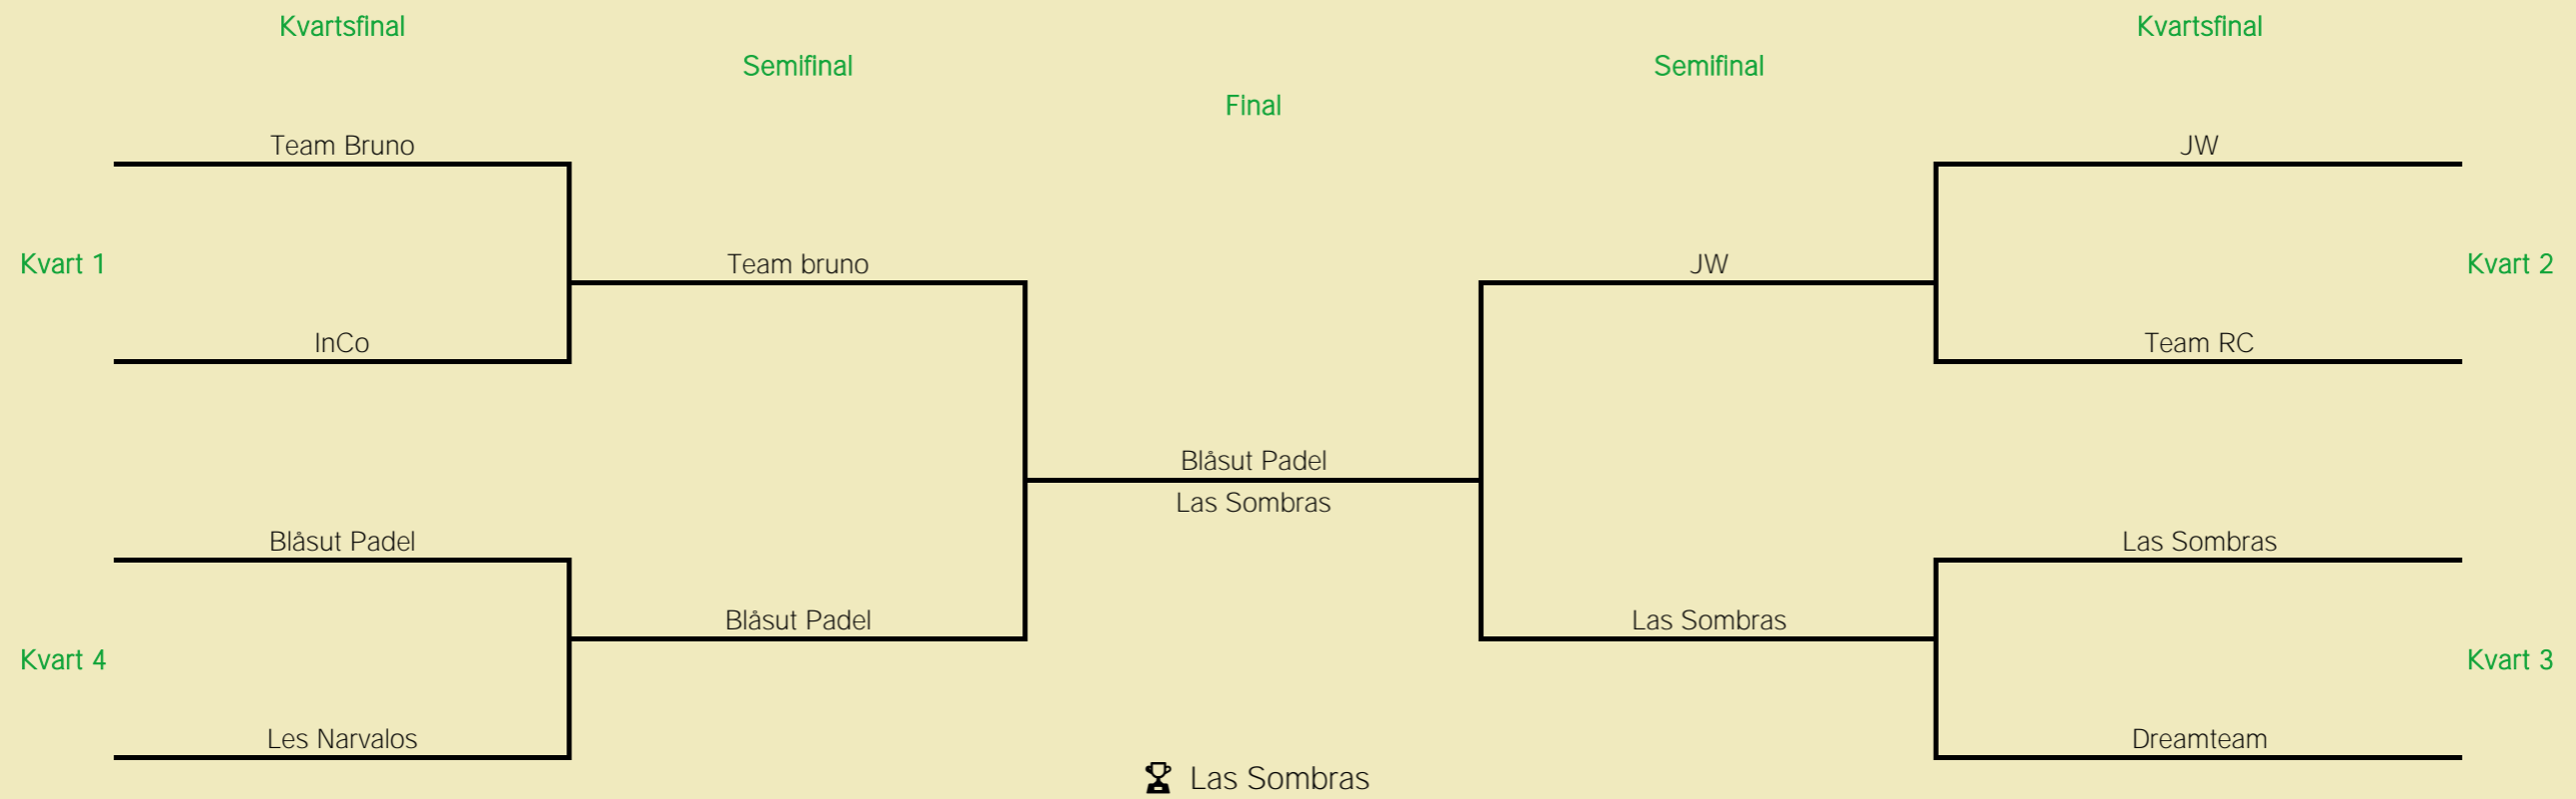 Kvartsfinal
Kvartsfinal
Semifinal
Semifinal
Final
Team Bruno
JW
Kvart 1
Team bruno
JW
Kvart 2
InCo
Team RC
Blåsut Padel
Las Sombras
Blåsut Padel
Las Sombras
Blåsut Padel
Las Sombras
Kvart 4
Kvart 3
Les Narvalos
Dreamteam
Las Sombras